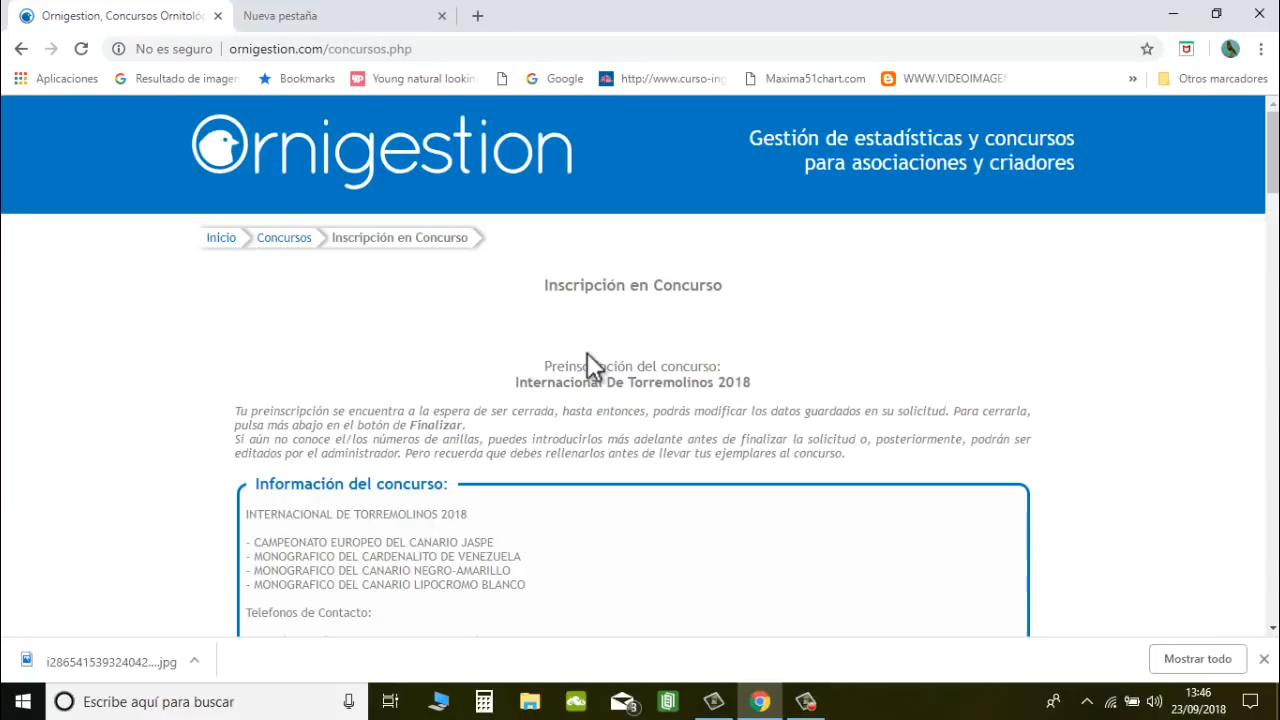 Ornigestion, Concursos Ornitológ
Nueva pestaña
No es seguro
ornigestion.com/concursos.php
Aplicaciones
Resultado de imagen
Bookmarks
Young natural lookin
Google
http://www.curso-ing
Maxima51chart.com
WWW.VIDEOIMAGEN
Otros marcadores
Ornigestion
Gestión de estadísticas y concursos
para asociaciones y criadores
Inicio
Concursos
Inscripción en Concurso
Inscripción en Concurso
Preinscripción del concurso:
Internacional De Torremolinos 2018
Tu preinscripción se encuentra a la espera de ser cerrada, hasta entonces, podrás modificar los datos guardados en su solicitud. Para cerrarla,
pulsa más abajo en el botón de Finalizar.
Si aún no conoce el/los números de anillas, puedes introducirlos más adelante antes de finalizar la solicitud o, posteriormente, podrán ser
editados por el administrador. Pero recuerda que debes rellenarlos antes de llevar tus ejemplares al concurso.
Información del concurso:
INTERNACIONAL DE TORREMOLINOS 2018
- CAMPEONATO EUROPEO DEL CANARIO JASPE
- MONOGRAFICO DEL CARDENALITO DE VENEZUELA
- MONOGRAFICO DEL CANARIO NEGRO-AMARILLO
- MONOGRAFICO DEL CANARIO LIPOCROMO BLANCO
Telefonos de Contacto:
i286541539324042....jpg
Mostrar todo
Escribe aquí para buscar
3
13:46
23/09/2018